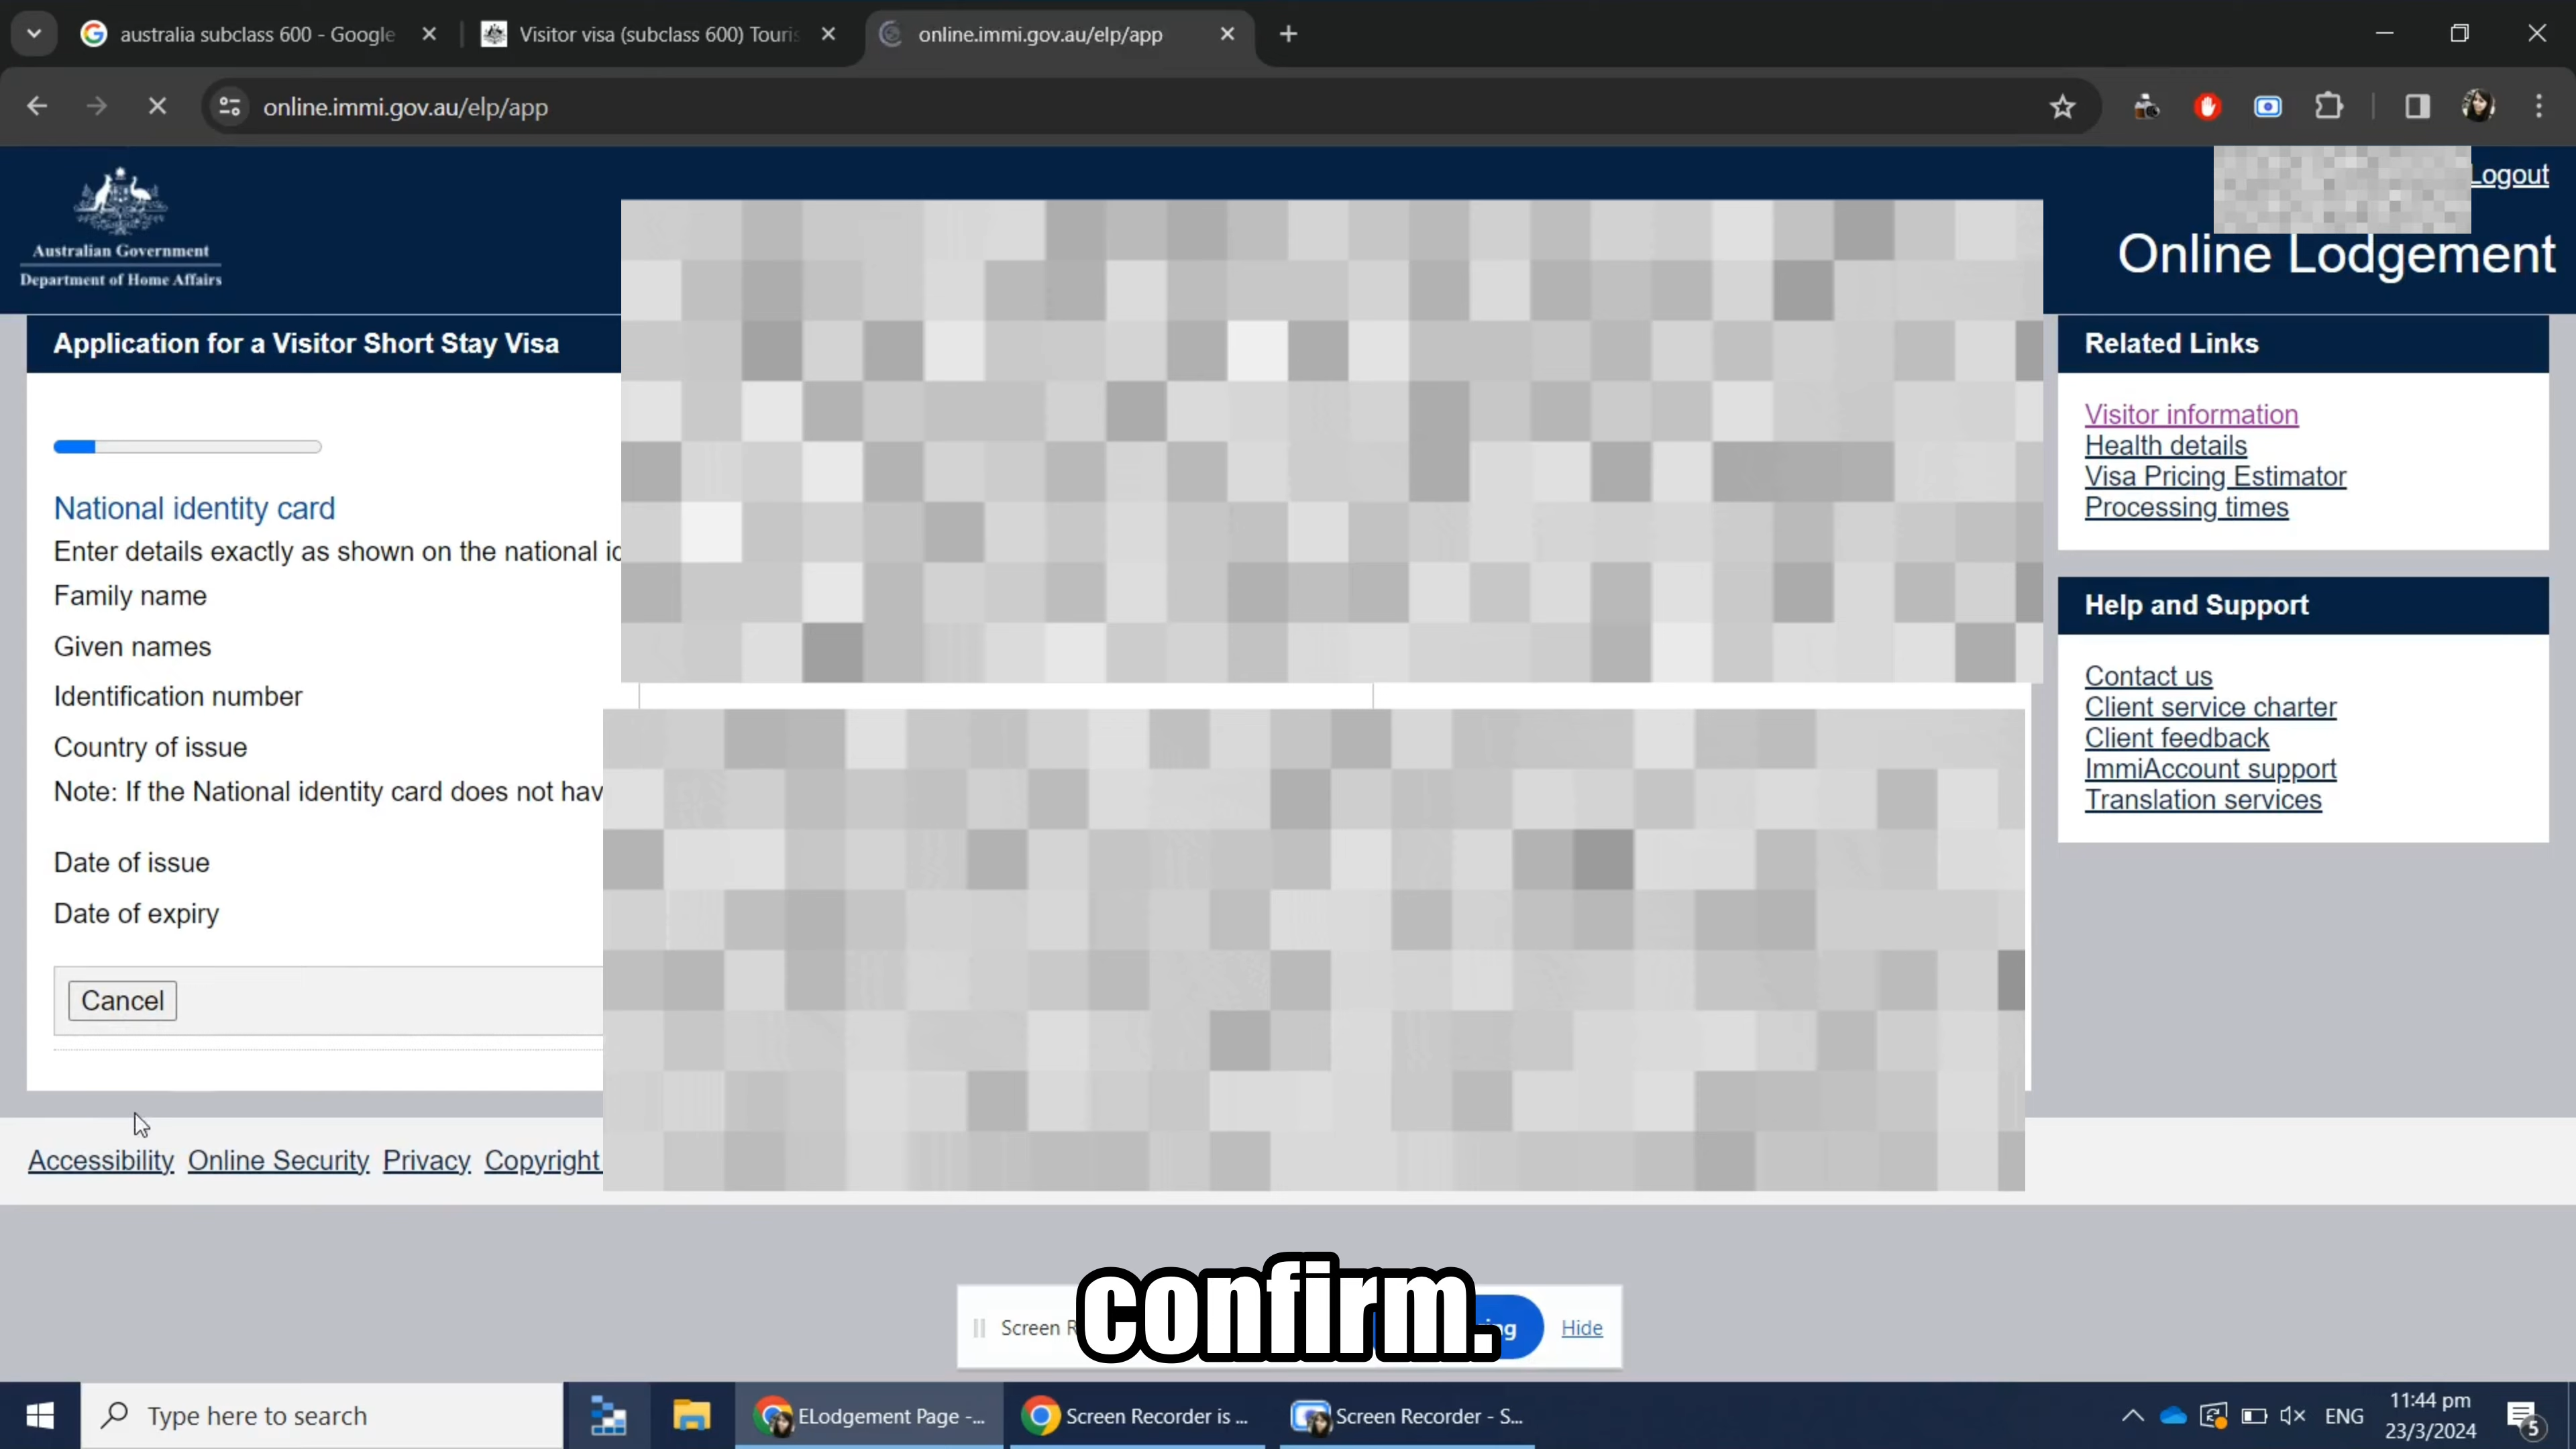 australia subclass 600 - Google
Visitor visa (subclass 600) Touris
online.immi.gov.au/elp/app
online.immi.gov.au/elp/app
Logout
Australian Government
Department of Home Affairs
Online Lodgement
Application for a Visitor Short Stay Visa
National identity card
Enter details exactly as shown on the national id
Family name
Given names
Identification number
Country of issue
Note: If the National identity card does not hav
Date of issue
Date of expiry
Cancel
Related Links
Visitor information
Health details
Visa Pricing Estimator
Processing times
Help and Support
Contact us
Client service charter
Client feedback
ImmiAccount support
Translation services
Accessibility Online Security Privacy Copyright
Screen Hide
confirm.
Type here to search
ELodgement Page -...
Screen Recorder is ...
Screen Recorder - S...
ENG
11:44 pm
23/3/2024
5